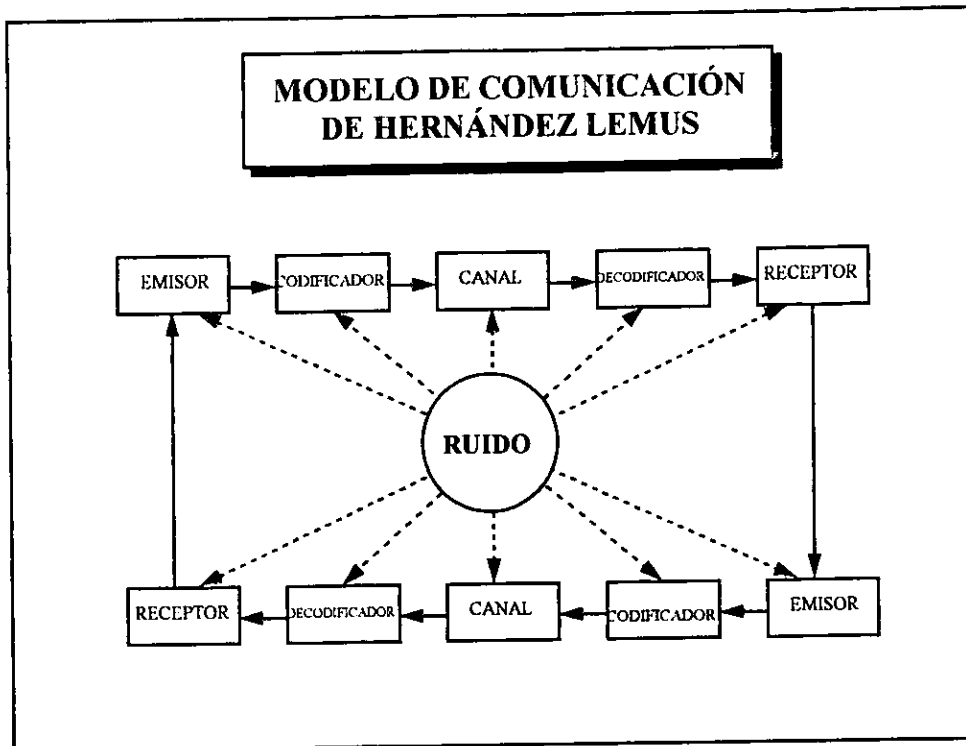 MODELO DE COMUNICACIÓN
DE HERNÁNDEZ LEMUS
EMISOR
CODIFICADOR
CANAL
DECODIFICADOR
RECEPTOR
RUIDO
RECEPTOR
DECODIFICADOR
CANAL
CODIFICADOR
EMISOR